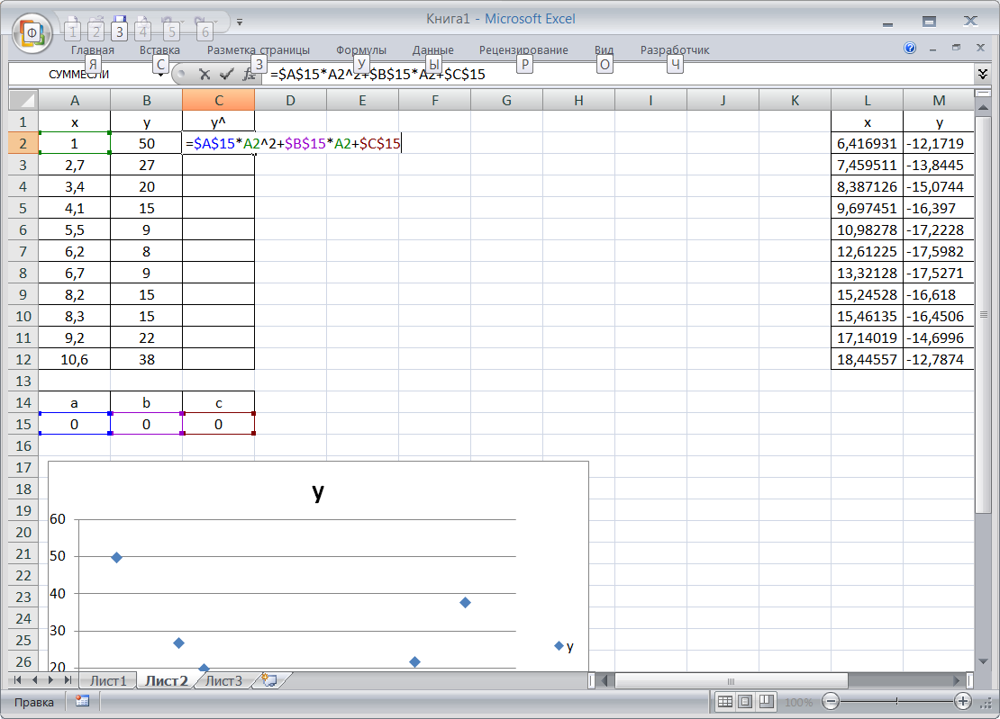 Книга1 - Microsoft Excel
Ф 1 2 3 4 5 6
Главная Вставка Разметка страницы Формулы Данные Рецензирование Вид Разработчик
Я С З У Ы Р О Ч
СУММЕСЛИ =$A$15*A2^2+$B$15*A2+$C$15
A B C D E F G H I J K L M
1 x y y^ x y
2 1 50 =$A$15*A2^2+$B$15*A2+$C$15 6,416931 -12,1719
3 2,7 27 7,459511 -13,8445
4 3,4 20 8,387126 -15,0744
5 4,1 15 9,697451 -16,397
6 5,5 9 10,98278 -17,2228
7 6,2 8 12,61225 -17,5982
8 6,7 9 13,32128 -17,5271
9 8,2 15 15,24528 -16,618
10 8,3 15 15,46135 -16,4506
11 9,2 22 17,14019 -14,6996
12 10,6 38 18,44557 -12,7874
13
14 a b c
15 0 0 0
16
17
18 y
19
20 60
21 50
22
23 40
24
25 30 y
26 20
Лист1 Лист2 Лист3
Правка 100%